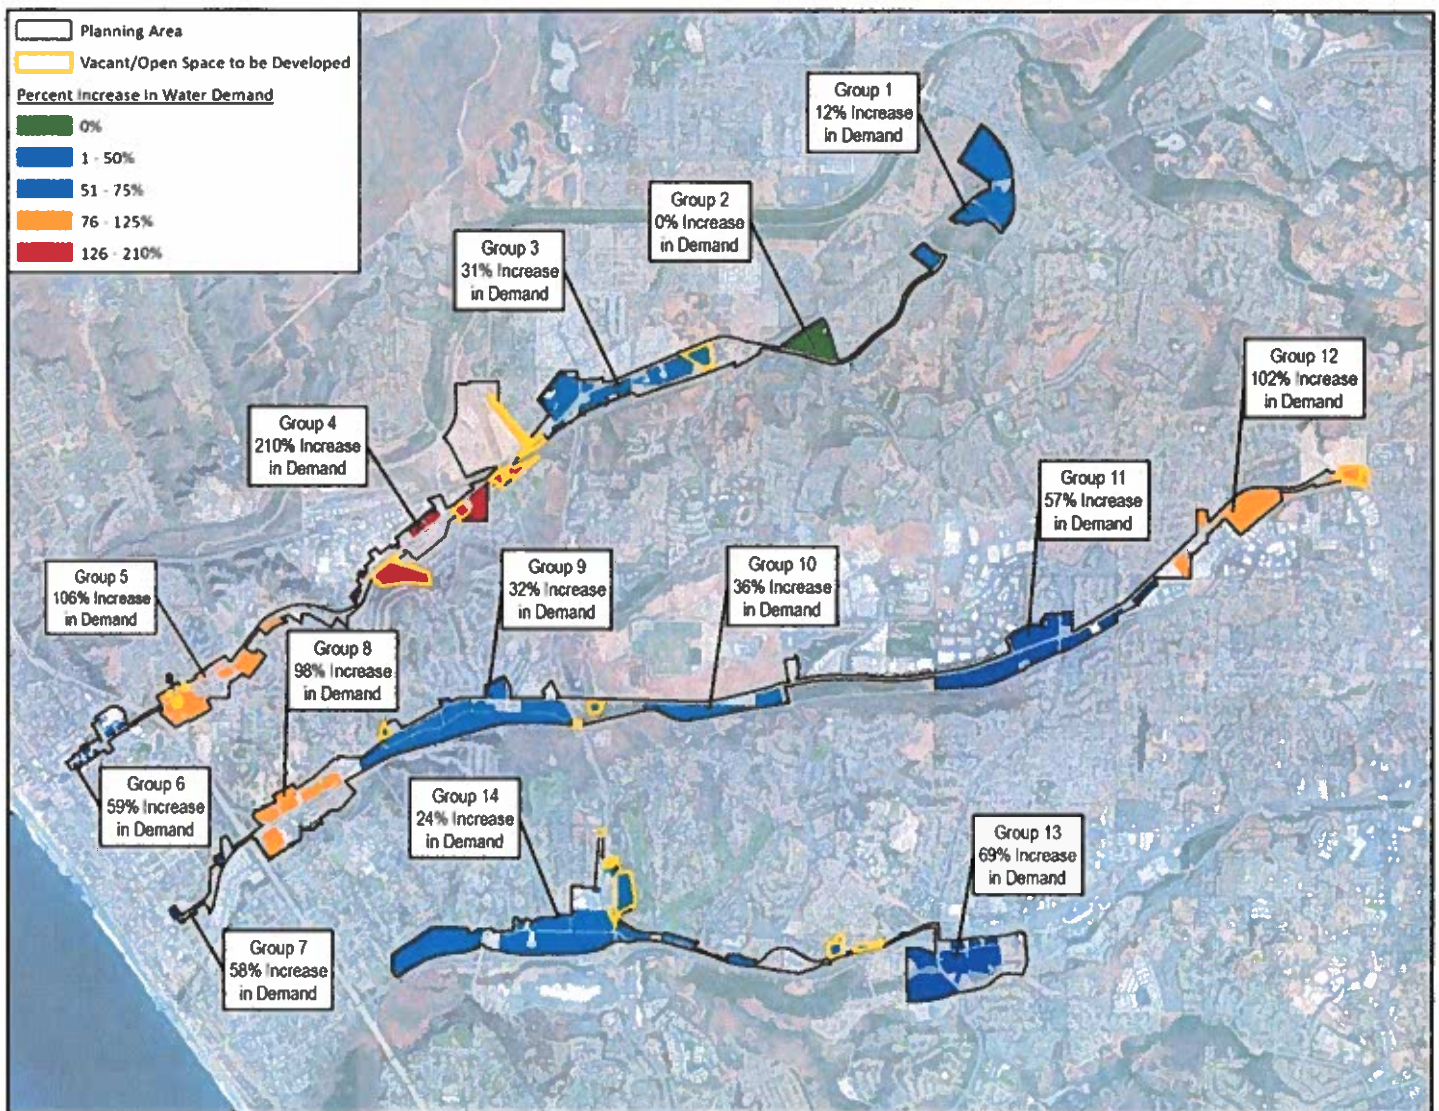 Planning Area
Vacant/Open Space to be Developed
Percent Increase in Water Demand
0%
1 - 50%
51 - 75%
76 - 125%
126 - 210%
Group 1
12% Increase
in Demand
Group 2
0% Increase
in Demand
Group 3
31% Increase
in Demand
Group 12
102% Increase
in Demand
Group 4
210% Increase
in Demand
Group 11
57% Increase
in Demand
Group 9
32% Increase
in Demand
Group 10
36% Increase
in Demand
Group 5
106% Increase
in Demand
Group 8
98% Increase
in Demand
Group 6
59% Increase
in Demand
Group 14
24% Increase
in Demand
Group 13
69% Increase
in Demand
Group 7
58% Increase
in Demand